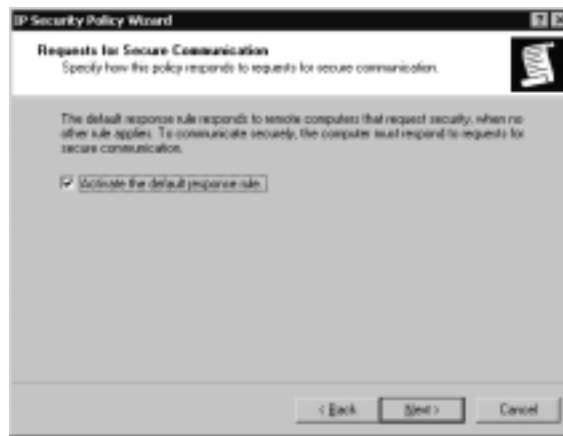 IP Security Policy Wizard
Requests for Secure Communication
Specify how this policy responds to requests for secure communication.
The default response rule responds to remote computers that request security, when no
other rule applies. To communicate securely, the computer must respond to requests for
secure communication.
Activate the default response rule.
< Back
Next >
Cancel